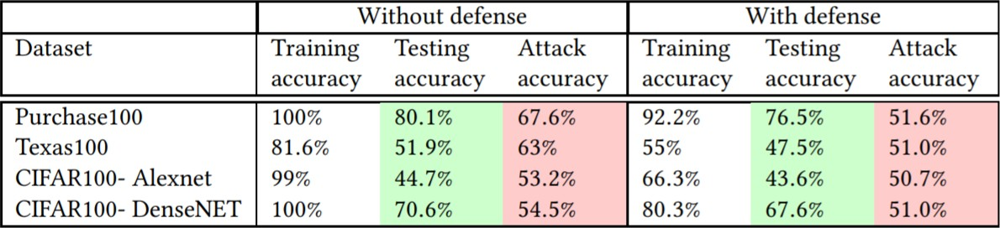 Without defense With defense
Dataset Training Testing Attack Training Testing Attack
accuracy accuracy accuracy accuracy accuracy accuracy
Purchase100 100% 80.1% 67.6% 92.2% 76.5% 51.6%
Texas100 81.6% 51.9% 63% 55% 47.5% 51.0%
CIFAR100- Alexnet 99% 44.7% 53.2% 66.3% 43.6% 50.7%
CIFAR100- DenseNET 100% 70.6% 54.5% 80.3% 67.6% 51.0%